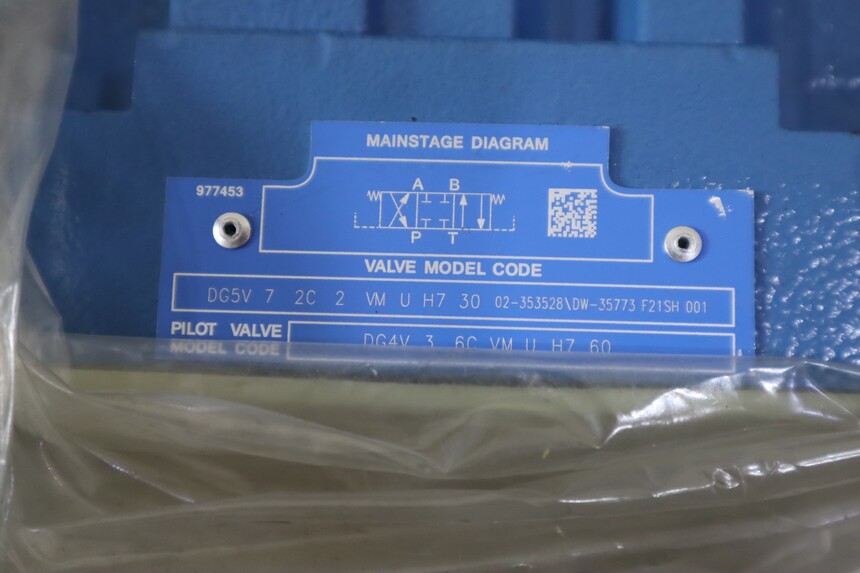 MAINSTAGE DIAGRAM
977453
A B
P T
VALVE MODEL CODE
DG5V 7 2C 2 VM U H7 30 02-353528\DW-35773 F21SH 001
PILOT VALVE
MODEL CODE
DG4V 3 6C VM U H7 60